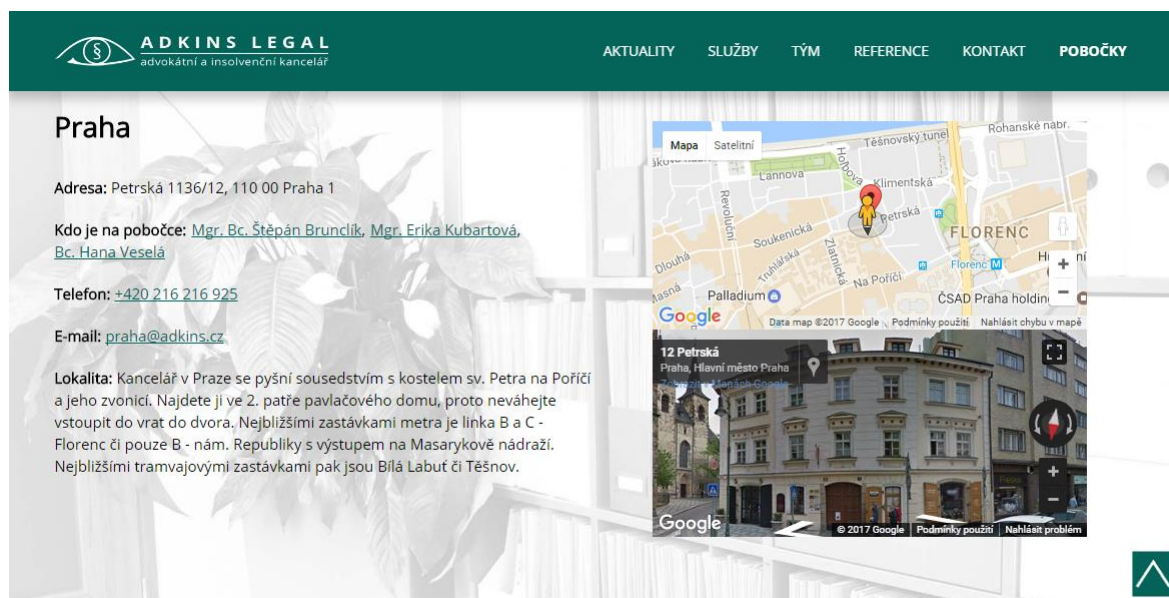 ADKINS LEGAL
advokátní a insolvenční kancelář
AKTUALITY SLUŽBY TÝM REFERENCE KONTAKT POBOČKY
Praha
Adresa: Petrská 1136/12, 110 00 Praha 1
Kdo je na pobočce: Mgr. Bc. Štěpán Brunclík, Mgr. Erika Kubartová,
Bc. Hana Veselá
Telefon: +420 216 216 925
E-mail: praha@adkins.cz
Lokalita: Kancelář v Praze se pyšní sousedstvím s kostelem sv. Petra na Poříčí
a jeho zvonicí. Najdete ji ve 2. patře pavlačového domu, proto neváhejte
vstoupit do vrat do dvora. Nejbližšími zastávkami metra je linka B a C -
Florenc či pouze B - nám. Republiky s výstupem na Masarykově nádraží.
Nejbližšími tramvajovými zastávkami pak jsou Bílá Labuť či Těšnov.
Mapa Satelitní
Těšnovský tunel
Rohanské nábř.
Lannova
Holbova
Klimentská
Revoluční
Petrská
Soukenická
FLORENC
Zlatnická
Truhlářská
Dlouhá
Na Poříčí
Florenc M
Masná
Palladium
ČSAD Praha holding
Google
Data map ©2017 Google Podmínky použití Nahlásit chybu v mapě
12 Petrská
Praha, Hlavní město Praha
Zobrazit v Mapách Google
Google
© 2017 Google Podmínky použití Nahlásit problém